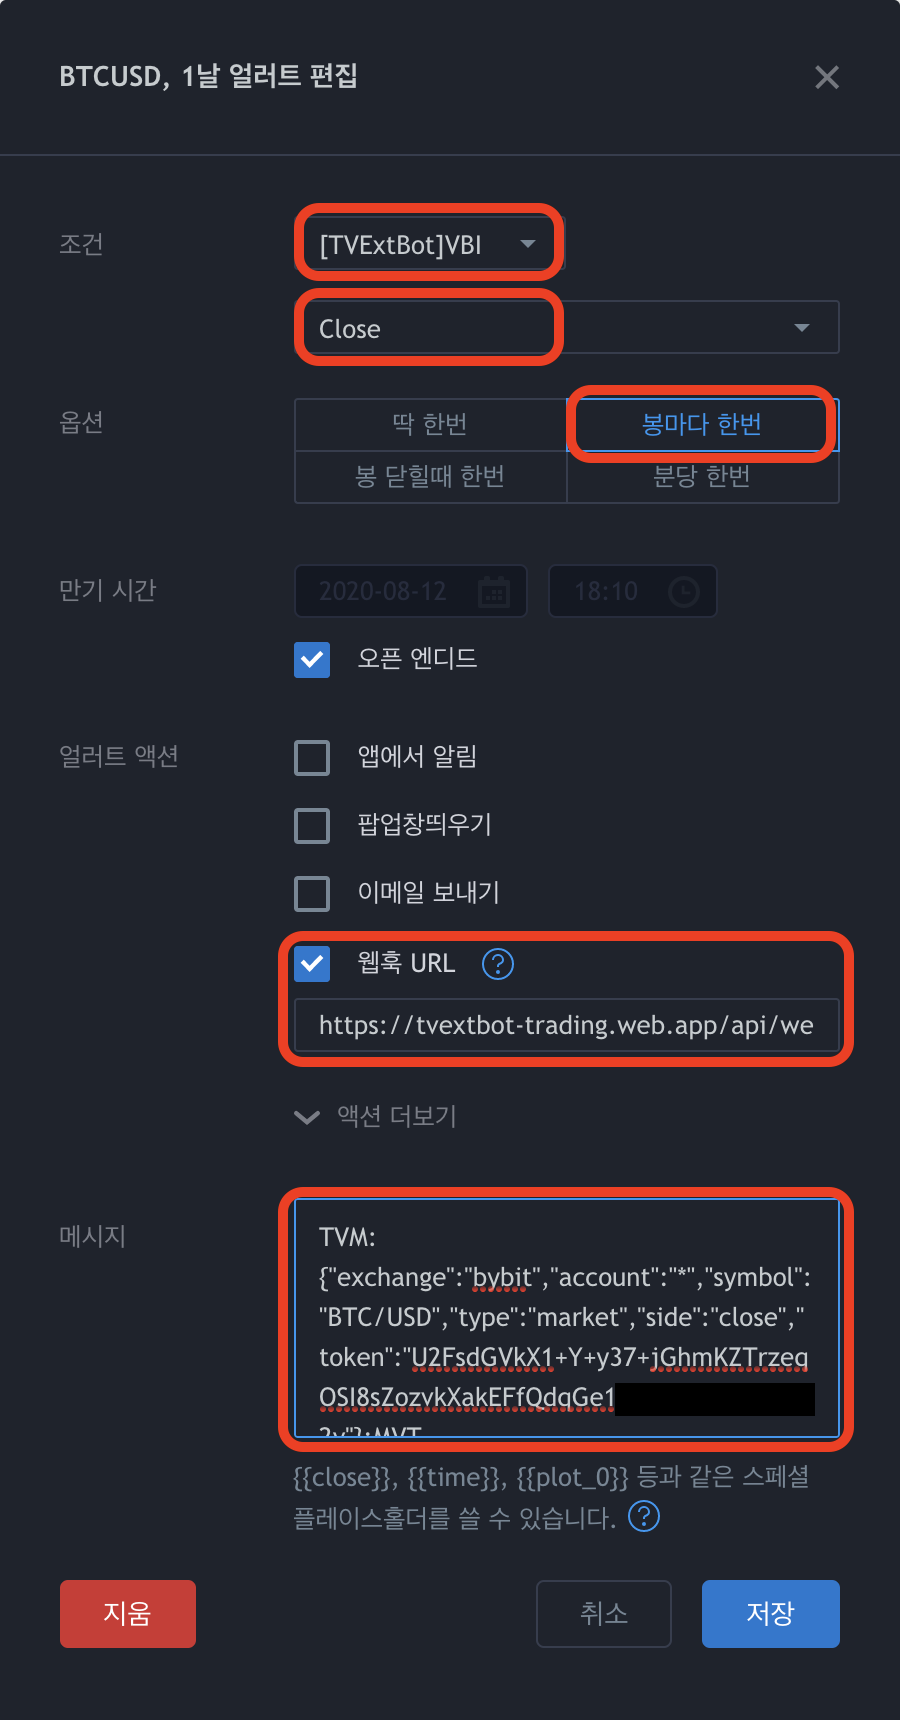 BTCUSD, 1날 얼러트 편집
조건
[TVExtBot]VBI
Close
옵션
딱 한번
봉마다 한번
봉 닫힐때 한번
분당 한번
만기 시간
2020-08-12
18:10
오픈 엔디드
얼러트 액션
앱에서 알림
팝업창띄우기
이메일 보내기
웹훅 URL ?
https://tvextbot-trading.web.app/api/we
액션 더보기
메시지
TVM:
{"exchange":"bybit","account":"*","symbol":
"BTC/USD","type":"market","side":"close","
token":"U2FsdGVkX1+Y+y37+jGhmKZTrzeq
OSI8sZozvkXakEFfQdqGe1
{{close}}, {{time}}, {{plot_0}} 등과 같은 스페셜
플레이스홀더를 쓸 수 있습니다. ?
지움
취소
저장